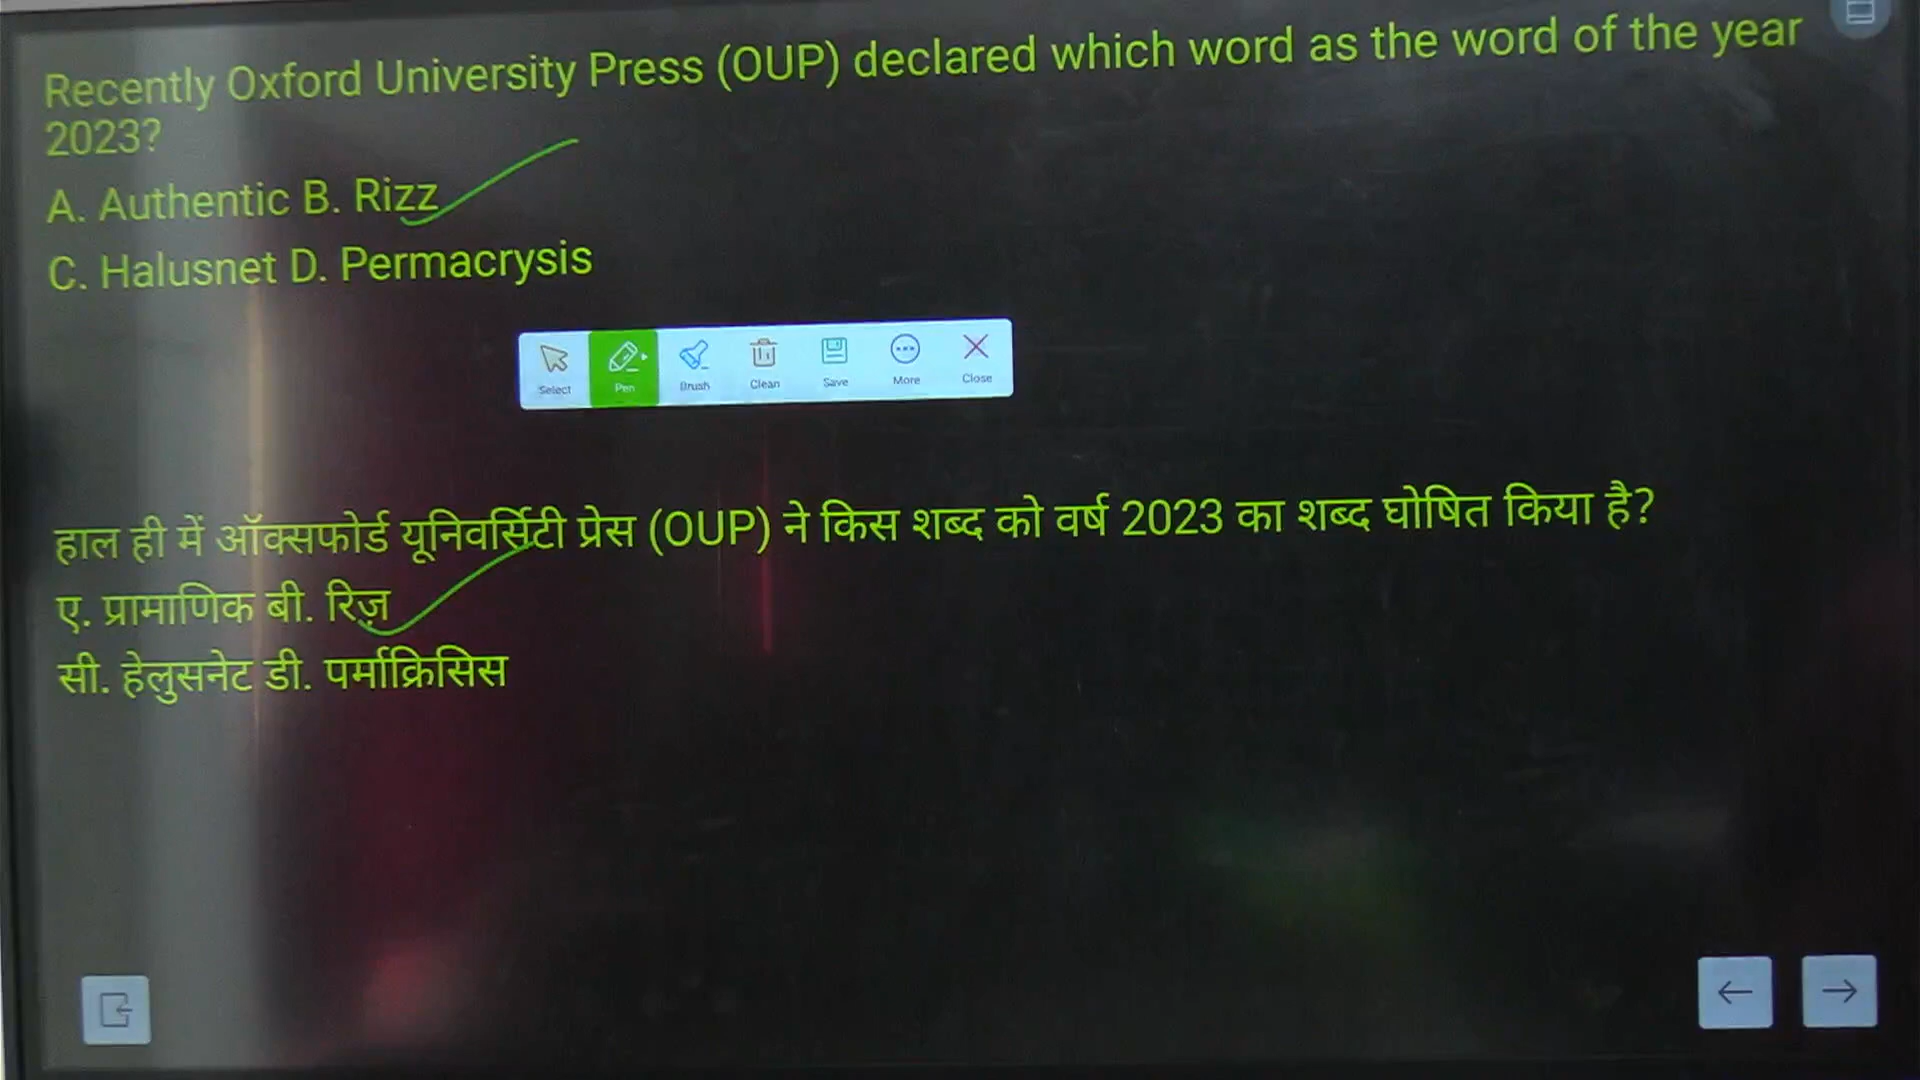 Recently Oxford University Press (OUP) declared which word as the word of the year
2023?
A. Authentic B. Rizz
C. Halusnet D. Permacrysis
Select Pen Brush Clean Save More Close
हाल ही में ऑक्सफोर्ड यूनिवर्सिटी प्रेस (OUP) ने किस शब्द को वर्ष 2023 का शब्द घोषित किया है?
ए. प्रामाणिक बी. रिज़
सी. हेलुसनेट डी. पर्माक्रिसिस